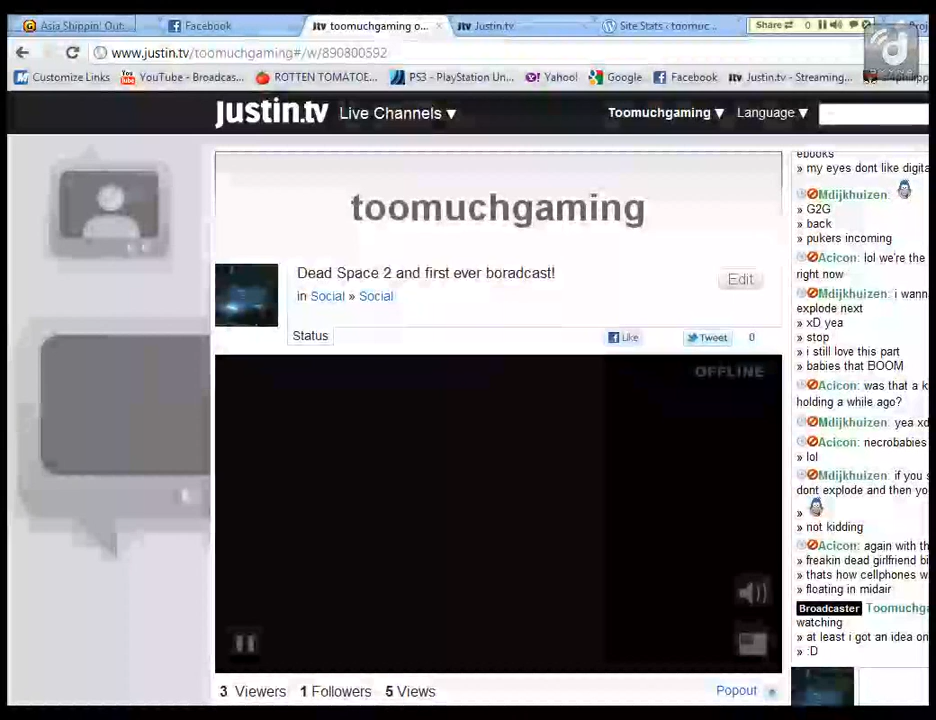 Asia Shippin! Out:
Facebook
toomuchgaming o...
Justin.tv
Site Stats ‹ toomuc...
Share
0
www.justin.tv/toomuchgaming#/w/890800592
Customize Links
YouTube - Broadcas...
ROTTEN TOMATOE...
PS3 - PlayStation Un...
Yahoo!
Google
Facebook
Justin.tv - Streaming...
Justin.tv
Live Channels ▼
Toomuchgaming ▼
Language ▼
toomuchgaming
Dead Space 2 and first ever boradcast!
in Social » Social
Edit
Status
Like
Tweet
0
OFFLINE
3 Viewers 1 Followers 5 Views
Popout
ebooks
» my eyes dont like digita
Mdijkhuizen:
» G2G
» back
» pukers incoming
Acicon: lol we're the
right now
Mdijkhuizen: i wann
explode next
» xD yea
» stop
» i still love this part
» babies that BOOM
Acicon: was that a k
holding a while ago?
Mdijkhuizen: yea xd
Acicon: necrobabies
» lol
Mdijkhuizen: if you s
dont explode and then yo
»
» not kidding
Acicon: again with th
» freakin dead girlfriend bi
» thats how cellphones w
» floating in midair
Broadcaster Toomuchga
watching
» at least i got an idea on
» :D